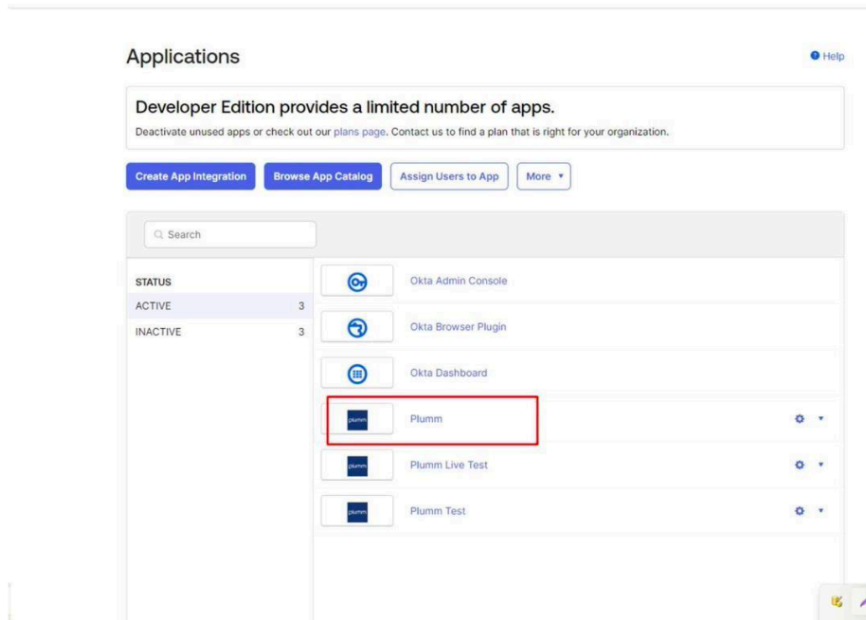 Applications
Help
Developer Edition provides a limited number of apps.
Deactivate unused apps or check out our plans page. Contact us to find a plan that is right for your organization.
Create App Integration Browse App Catalog Assign Users to App More
Search
STATUS
ACTIVE 3
INACTIVE 3
Okta Admin Console
Okta Browser Plugin
Okta Dashboard
plumm Plumm
plumm Plumm Live Test
plumm Plumm Test